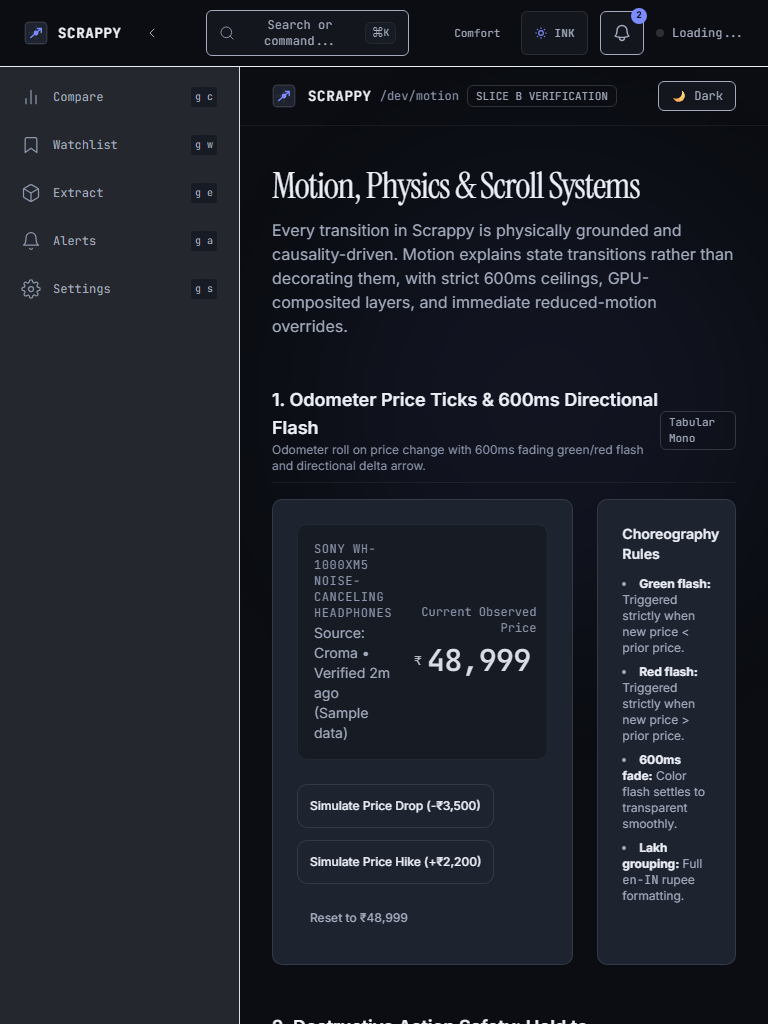 SCRAPPY
Search or
command...
⌘K
Comfort
INK
2
Loading...
Compare
g c
Watchlist
g w
Extract
g e
Alerts
g a
Settings
g s
SCRAPPY /dev/motion
SLICE B VERIFICATION
🌙 Dark
Motion, Physics & Scroll Systems
Every transition in Scrappy is physically grounded and
causality-driven. Motion explains state transitions rather than
decorating them, with strict 600ms ceilings, GPU-
composited layers, and immediate reduced-motion
overrides.
1. Odometer Price Ticks & 600ms Directional
Flash
Odometer roll on price change with 600ms fading green/red flash
and directional delta arrow.
Tabular
Mono
SONY WH-
1000XM5
NOISE-
CANCELING
HEADPHONES
Source:
Croma •
Verified 2m
ago
(Sample
data)
Current Observed
Price
₹ 48,999
Simulate Price Drop (-₹3,500)
Simulate Price Hike (+₹2,200)
Reset to ₹48,999
Choreography
Rules
• Green flash:
Triggered
strictly when
new price <
prior price.
• Red flash:
Triggered
strictly when
new price >
prior price.
• 600ms
fade: Color
flash settles to
transparent
smoothly.
• Lakh
grouping: Full
en-IN rupee
formatting.
2. Destructive Action Safety: Hold to